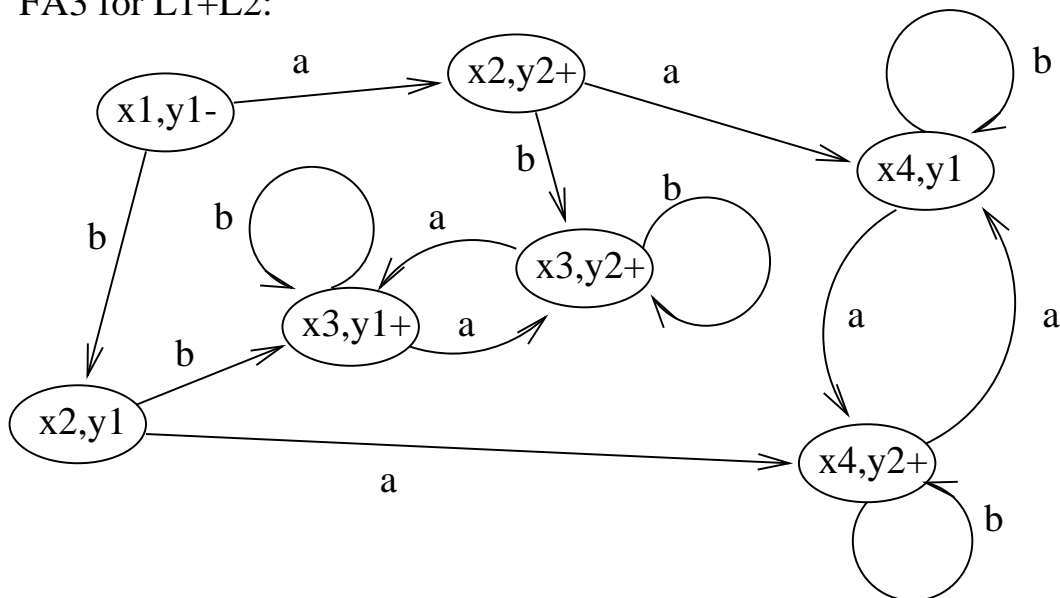 FA3 for L1+L2:
a
x2,y2+
a
b
x1,y1-
b
x4,y1
b
b
a
b
x3,y2+
x3,y1+
a
a
a
b
x2,y1
x4,y2+
a
b